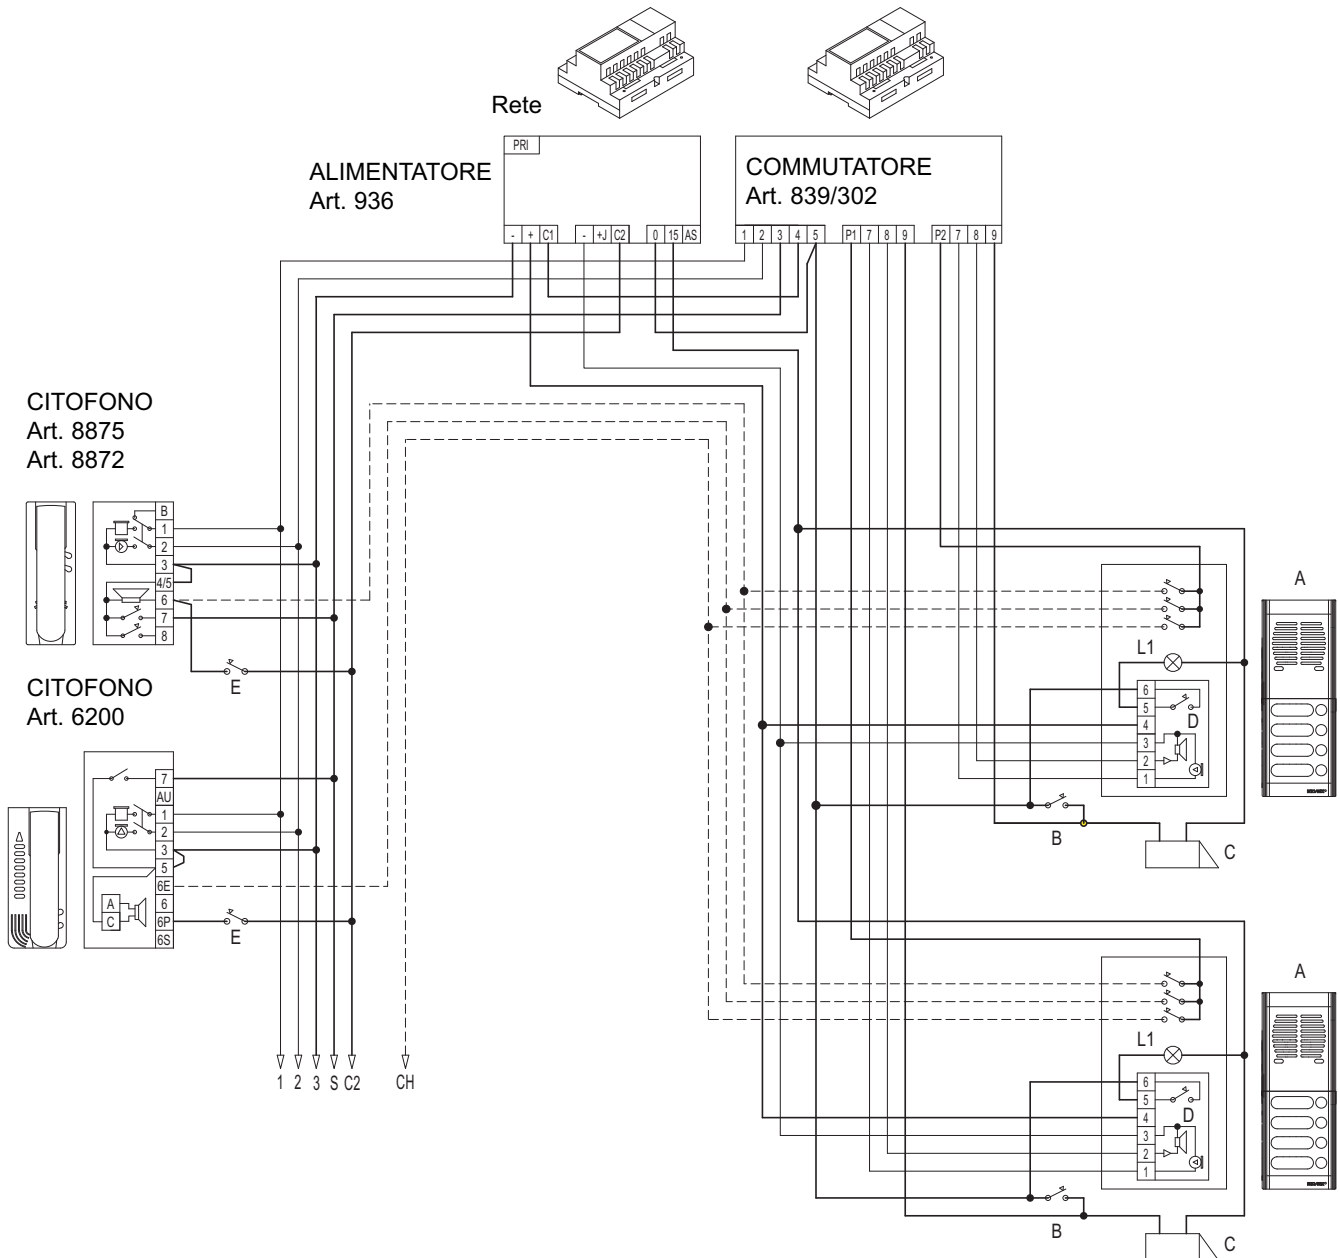 Rete
ALIMENTATORE
Art. 936
PRI
- + C1 - +J C2 0 15 AS
COMMUTATORE
Art. 839/302
1 2 3 4 5 P1 7 8 9 P2 7 8 9
CITOFONO
Art. 8875
Art. 8872
B
1
2
3
4/5
6
7
8
E
CITOFONO
Art. 6200
7
AU
1
2
3
5
6E
6
6P
6S
A
C
E
1 2 3 S C2 CH
A
L1
6
5
4
3
2
1
D
B
C
A
L1
6
5
4
3
2
1
D
B
C